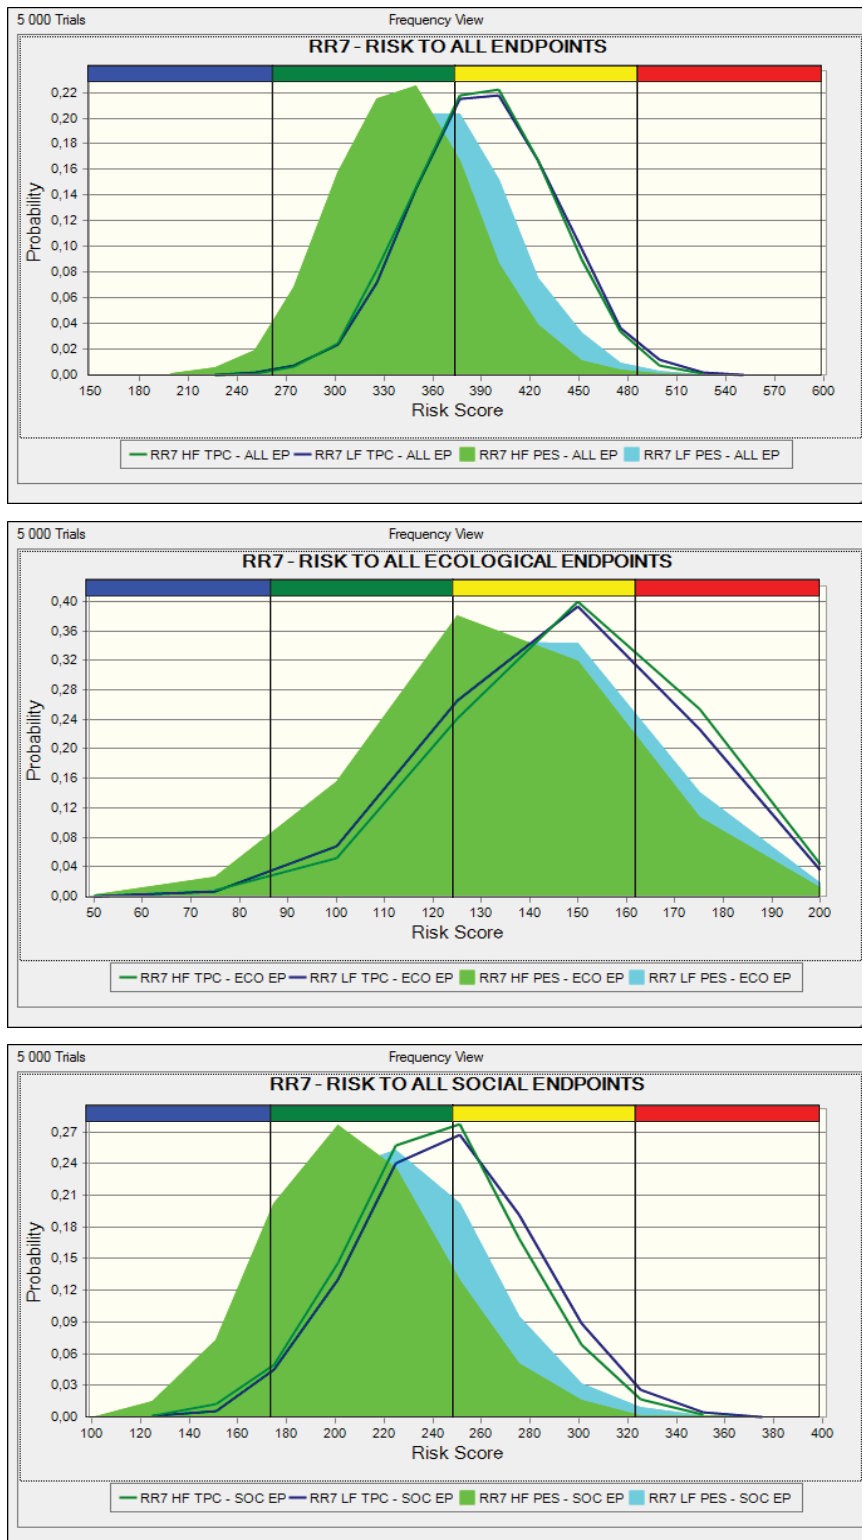 5 000 Trials Frequency View
RR7 - RISK TO ALL ENDPOINTS
0,22
0,20
0,18
0,16
0,14
0,12
0,10
0,08
0,06
0,04
0,02
0,00
Probability
150 180 210 240 270 300 330 360 390 420 450 480 510 540 570 600
Risk Score
RR7 HF TPC - ALL EP RR7 LF TPC - ALL EP RR7 HF PES - ALL EP RR7 LF PES - ALL EP
5 000 Trials Frequency View
RR7 - RISK TO ALL ECOLOGICAL ENDPOINTS
0,40
0,36
0,32
0,28
0,24
0,20
0,16
0,12
0,08
0,04
0,00
Probability
50 60 70 80 90 100 110 120 130 140 150 160 170 180 190 200
Risk Score
RR7 HF TPC - ECO EP RR7 LF TPC - ECO EP RR7 HF PES - ECO EP RR7 LF PES - ECO EP
5 000 Trials Frequency View
RR7 - RISK TO ALL SOCIAL ENDPOINTS
0,27
0,24
0,21
0,18
0,15
0,12
0,09
0,06
0,03
0,00
Probability
100 120 140 160 180 200 220 240 260 280 300 320 340 360 380 400
Risk Score
RR7 HF TPC - SOC EP RR7 LF TPC - SOC EP RR7 HF PES - SOC EP RR7 LF PES - SOC EP